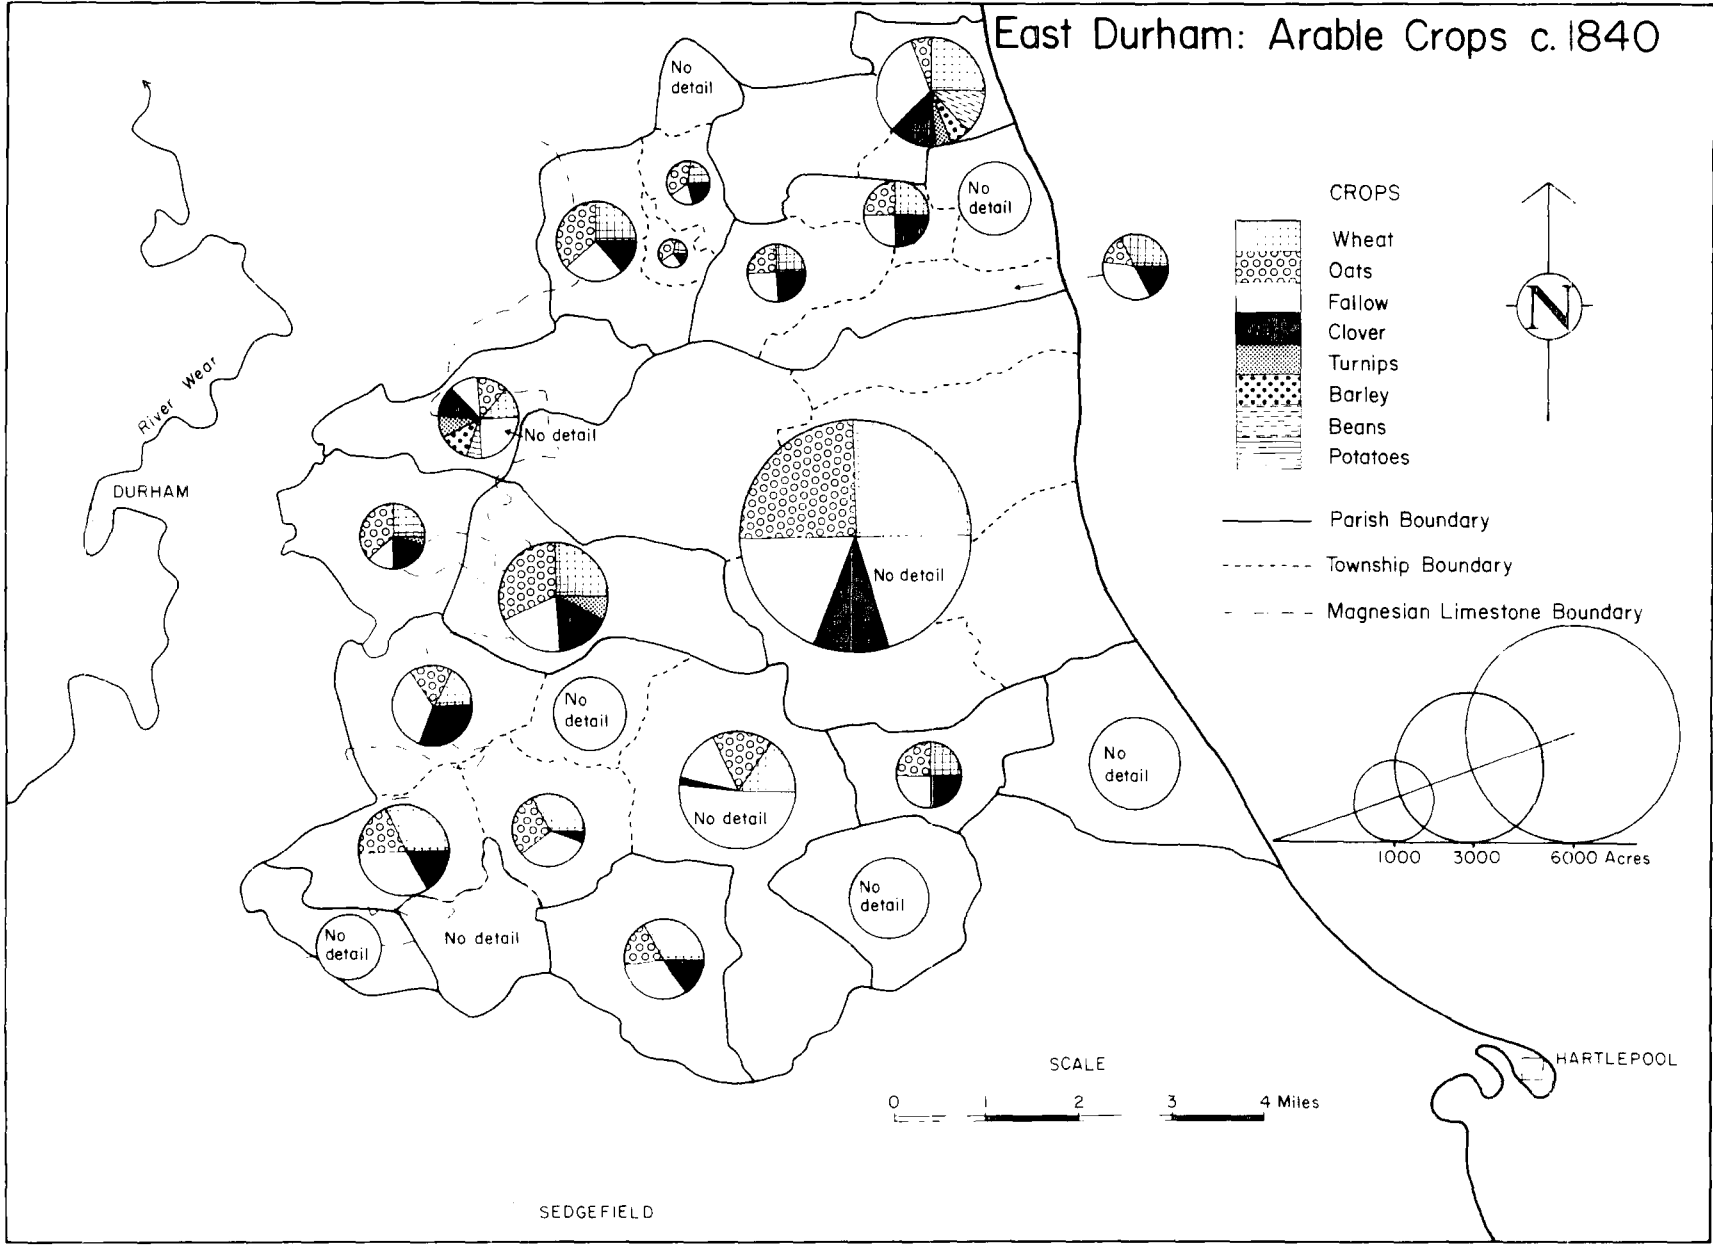 East Durham: Arable Crops c. 1840
No
detail
No
detail
CROPS
Wheat
Oats
Fallow
Clover
Turnips
Barley
Beans
Potatoes
N
River Wear
No detail
DURHAM
Parish Boundary
Township Boundary
Magnesian Limestone Boundary
No detail
No
detail
No
detail
No detail
1000 3000 6000 Acres
No
detail
No
detail
No detail
SCALE
0 1 2 3 4 Miles
HARTLEPOOL
SEDGEFIELD